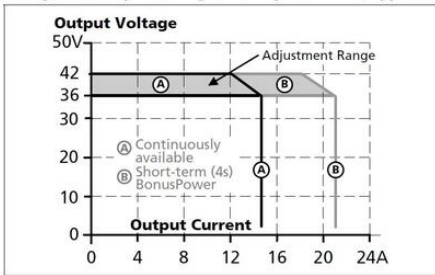 Output Voltage
50V
42
36
30
20
10
0
Adjustment Range
A
B
A Continuously
available
B Short-term (4s)
BonusPower
A
B
Output Current
0 4 8 12 16 20 24A